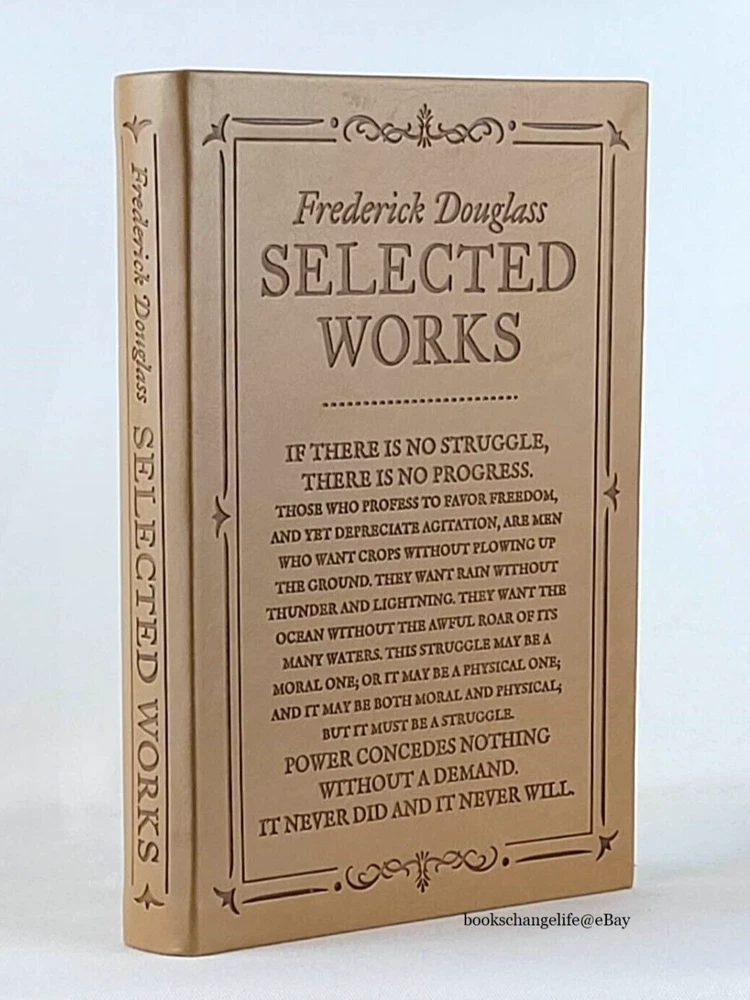 Frederick Douglass
SELECTED
WORKS
IF THERE IS NO STRUGGLE,
THERE IS NO PROGRESS.
THOSE WHO PROFESS TO FAVOR FREEDOM,
AND YET DEPRECIATE AGITATION, ARE MEN
WHO WANT CROPS WITHOUT PLOWING UP
THE GROUND. THEY WANT RAIN WITHOUT
THUNDER AND LIGHTNING. THEY WANT THE
OCEAN WITHOUT THE AWFUL ROAR OF ITS
MANY WATERS. THIS STRUGGLE MAY BE A
MORAL ONE; OR IT MAY BE A PHYSICAL ONE;
AND IT MAY BE BOTH MORAL AND PHYSICAL;
BUT IT MUST BE A STRUGGLE.
POWER CONCEDES NOTHING
WITHOUT A DEMAND.
IT NEVER DID AND IT NEVER WILL.
Frederick Douglass SELECTED WORKS
bookschangelife@eBay